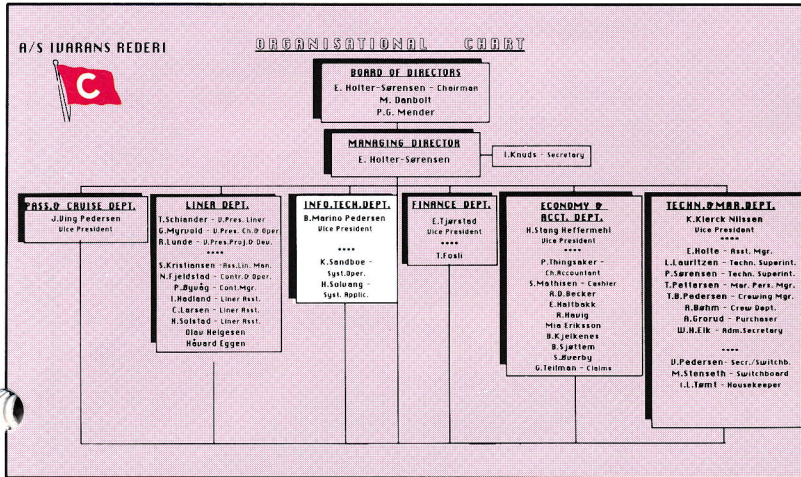 A/S IVARANS REDERI
ORGANISATIONAL CHART
C
BOARD OF DIRECTORS
E. Holter-Sørensen - Chairman
M. Danbolt
P.G. Mender
MANAGING DIRECTOR
E. Holter-Sørensen
I.Knuds - Secretary
PASS.& CRUISE DEPT.
J.Ving Pedersen
Vice President
LINER DEPT.
T.Schiander - V.Pres. Liner
G.Myrvold - V.Pres. Ch.& Oper
R.Lunde - V.Pres.Proj.& Dev.
****
S.Kristiansen - Ass.Lin. Man.
N.Fjeldstad - Contr.& Oper.
P.Øyvåg - Cont.Mgr.
I.Hadland - Liner Asst.
C.Larsen - Liner Asst.
H.Solstad - Liner Asst.
Olav Helgesen
Håvard Eggen
INFO.TECH.DEPT.
B.Marino Pedersen
Vice President
****
K.Sandboe -
Syst.Oper.
H.Solvang -
Syst. Applic.
FINANCE DEPT.
E.Tjørstad
Vice President
****
T.Fosli
ECONOMY &
ACCT. DEPT.
H.Stang Heffermehl
Vice President
****
P.Thingsaker -
Ch.Accountant
S.Mathisen - Cashier
A.D.Becker
E.Haltbakk
R.Havig
Mia Eriksson
B.Kjelkenes
B.Sjøttem
S.Øverby
G.Teilman - Claims
TECHN.&MAR.DEPT.
K.Kierck Nilssen
Vice President
****
E.Holte - Asst. Mgr.
L.Lauritzen - Techn. Superint.
P.Sørensen - Techn. Superint.
T.Pettersen - Mar. Pers. Mgr.
T.B.Pedersen - Crewing Mgr.
A.Bøhm - Crew Dept.
A.Grorud - Purchaser
W.H.Eik - Adm.Secretary
****
V.Pedersen - Secr./Switchb.
M.Stenseth - Switchboard
I.L.Tømt - Housekeeper